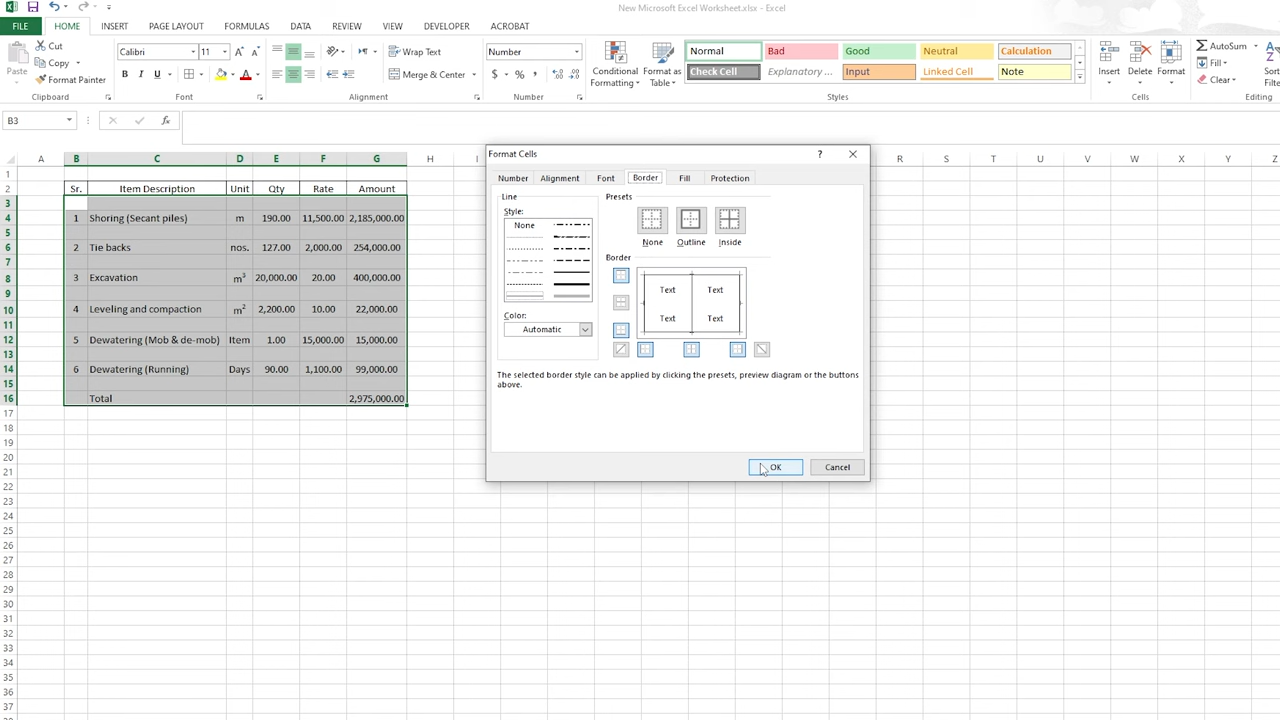 New Microsoft Excel Worksheet.xlsx - Excel
FILE HOME INSERT PAGE LAYOUT FORMULAS DATA REVIEW VIEW DEVELOPER ACROBAT
Cut
Copy
Format Painter
Paste
Clipboard
Calibri 11
B I U
Font
Wrap Text
Merge & Center
Alignment
Number
$ % ,
Number
Conditional Formatting
Format as Table
Normal Bad Good Neutral Calculation
Check Cell Explanatory ... Input Linked Cell Note
Styles
Insert Delete Format
Cells
AutoSum
Fill
Clear
Sort
Filter
Editing
B3 fx
A B C D E F G H I R S T U V W X Y Z
1
2 Sr. Item Description Unit Qty Rate Amount
3
4 1 Shoring (Secant piles) m 190.00 11,500.00 2,185,000.00
5
6 2 Tie backs nos. 127.00 2,000.00 254,000.00
7
8 3 Excavation m³ 20,000.00 20.00 400,000.00
9
10 4 Leveling and compaction m² 2,200.00 10.00 22,000.00
11
12 5 Dewatering (Mob & de-mob) Item 1.00 15,000.00 15,000.00
13
14 6 Dewatering (Running) Days 90.00 1,100.00 99,000.00
15
16 Total 2,975,000.00
17
18
19
20
21
22
23
24
25
26
27
28
29
30
31
32
33
34
35
36
37
Format Cells ?
Number Alignment Font Border Fill Protection
Line
Style:
None
Color:
Automatic
Presets
None Outline Inside
Border
Text Text
Text Text
The selected border style can be applied by clicking the presets, preview diagram or the buttons
above.
OK Cancel